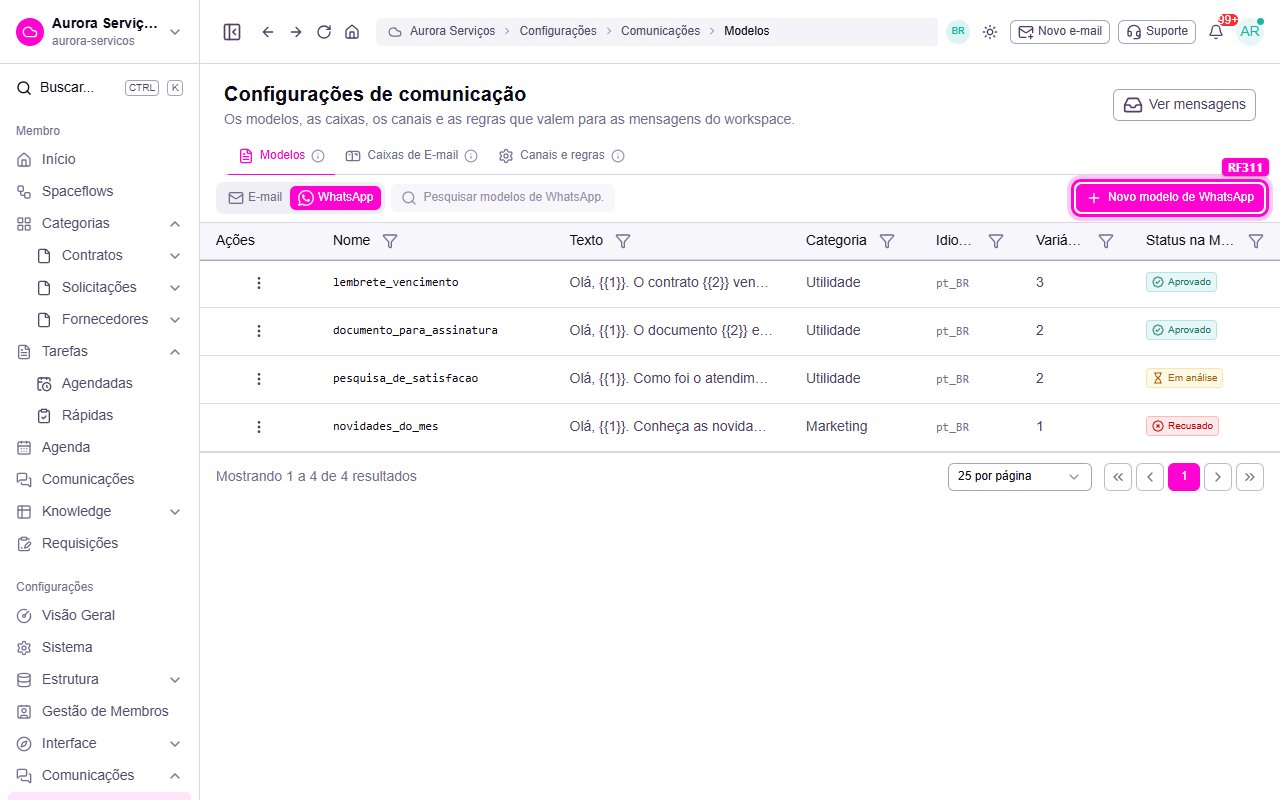 Aurora Serviç...
aurora-servicos
Aurora Serviços > Configurações > Comunicações > Modelos
BR
Novo e-mail
Suporte
99+
AR
Buscar...
CTRL
K
Membro
Início
Spaceflows
Categorias
Contratos
Solicitações
Fornecedores
Tarefas
Agendadas
Rápidas
Agenda
Comunicações
Knowledge
Requisições
Configurações
Visão Geral
Sistema
Estrutura
Gestão de Membros
Interface
Comunicações
Configurações de comunicação
Os modelos, as caixas, os canais e as regras que valem para as mensagens do workspace.
Ver mensagens
Modelos
Caixas de E-mail
Canais e regras
RF311
E-mail
WhatsApp
Pesquisar modelos de WhatsApp.
Novo modelo de WhatsApp
Ações Nome Texto Categoria Idio... Variá... Status na M...
lembrete_vencimento Olá, {{1}}. O contrato {{2}} ven... Utilidade pt_BR 3 Aprovado
documento_para_assinatura Olá, {{1}}. O documento {{2}} e... Utilidade pt_BR 2 Aprovado
pesquisa_de_satisfacao Olá, {{1}}. Como foi o atendim... Utilidade pt_BR 2 Em análise
novidades_do_mes Olá, {{1}}. Conheça as novida... Marketing pt_BR 1 Recusado
Mostrando 1 a 4 de 4 resultados
25 por página
1